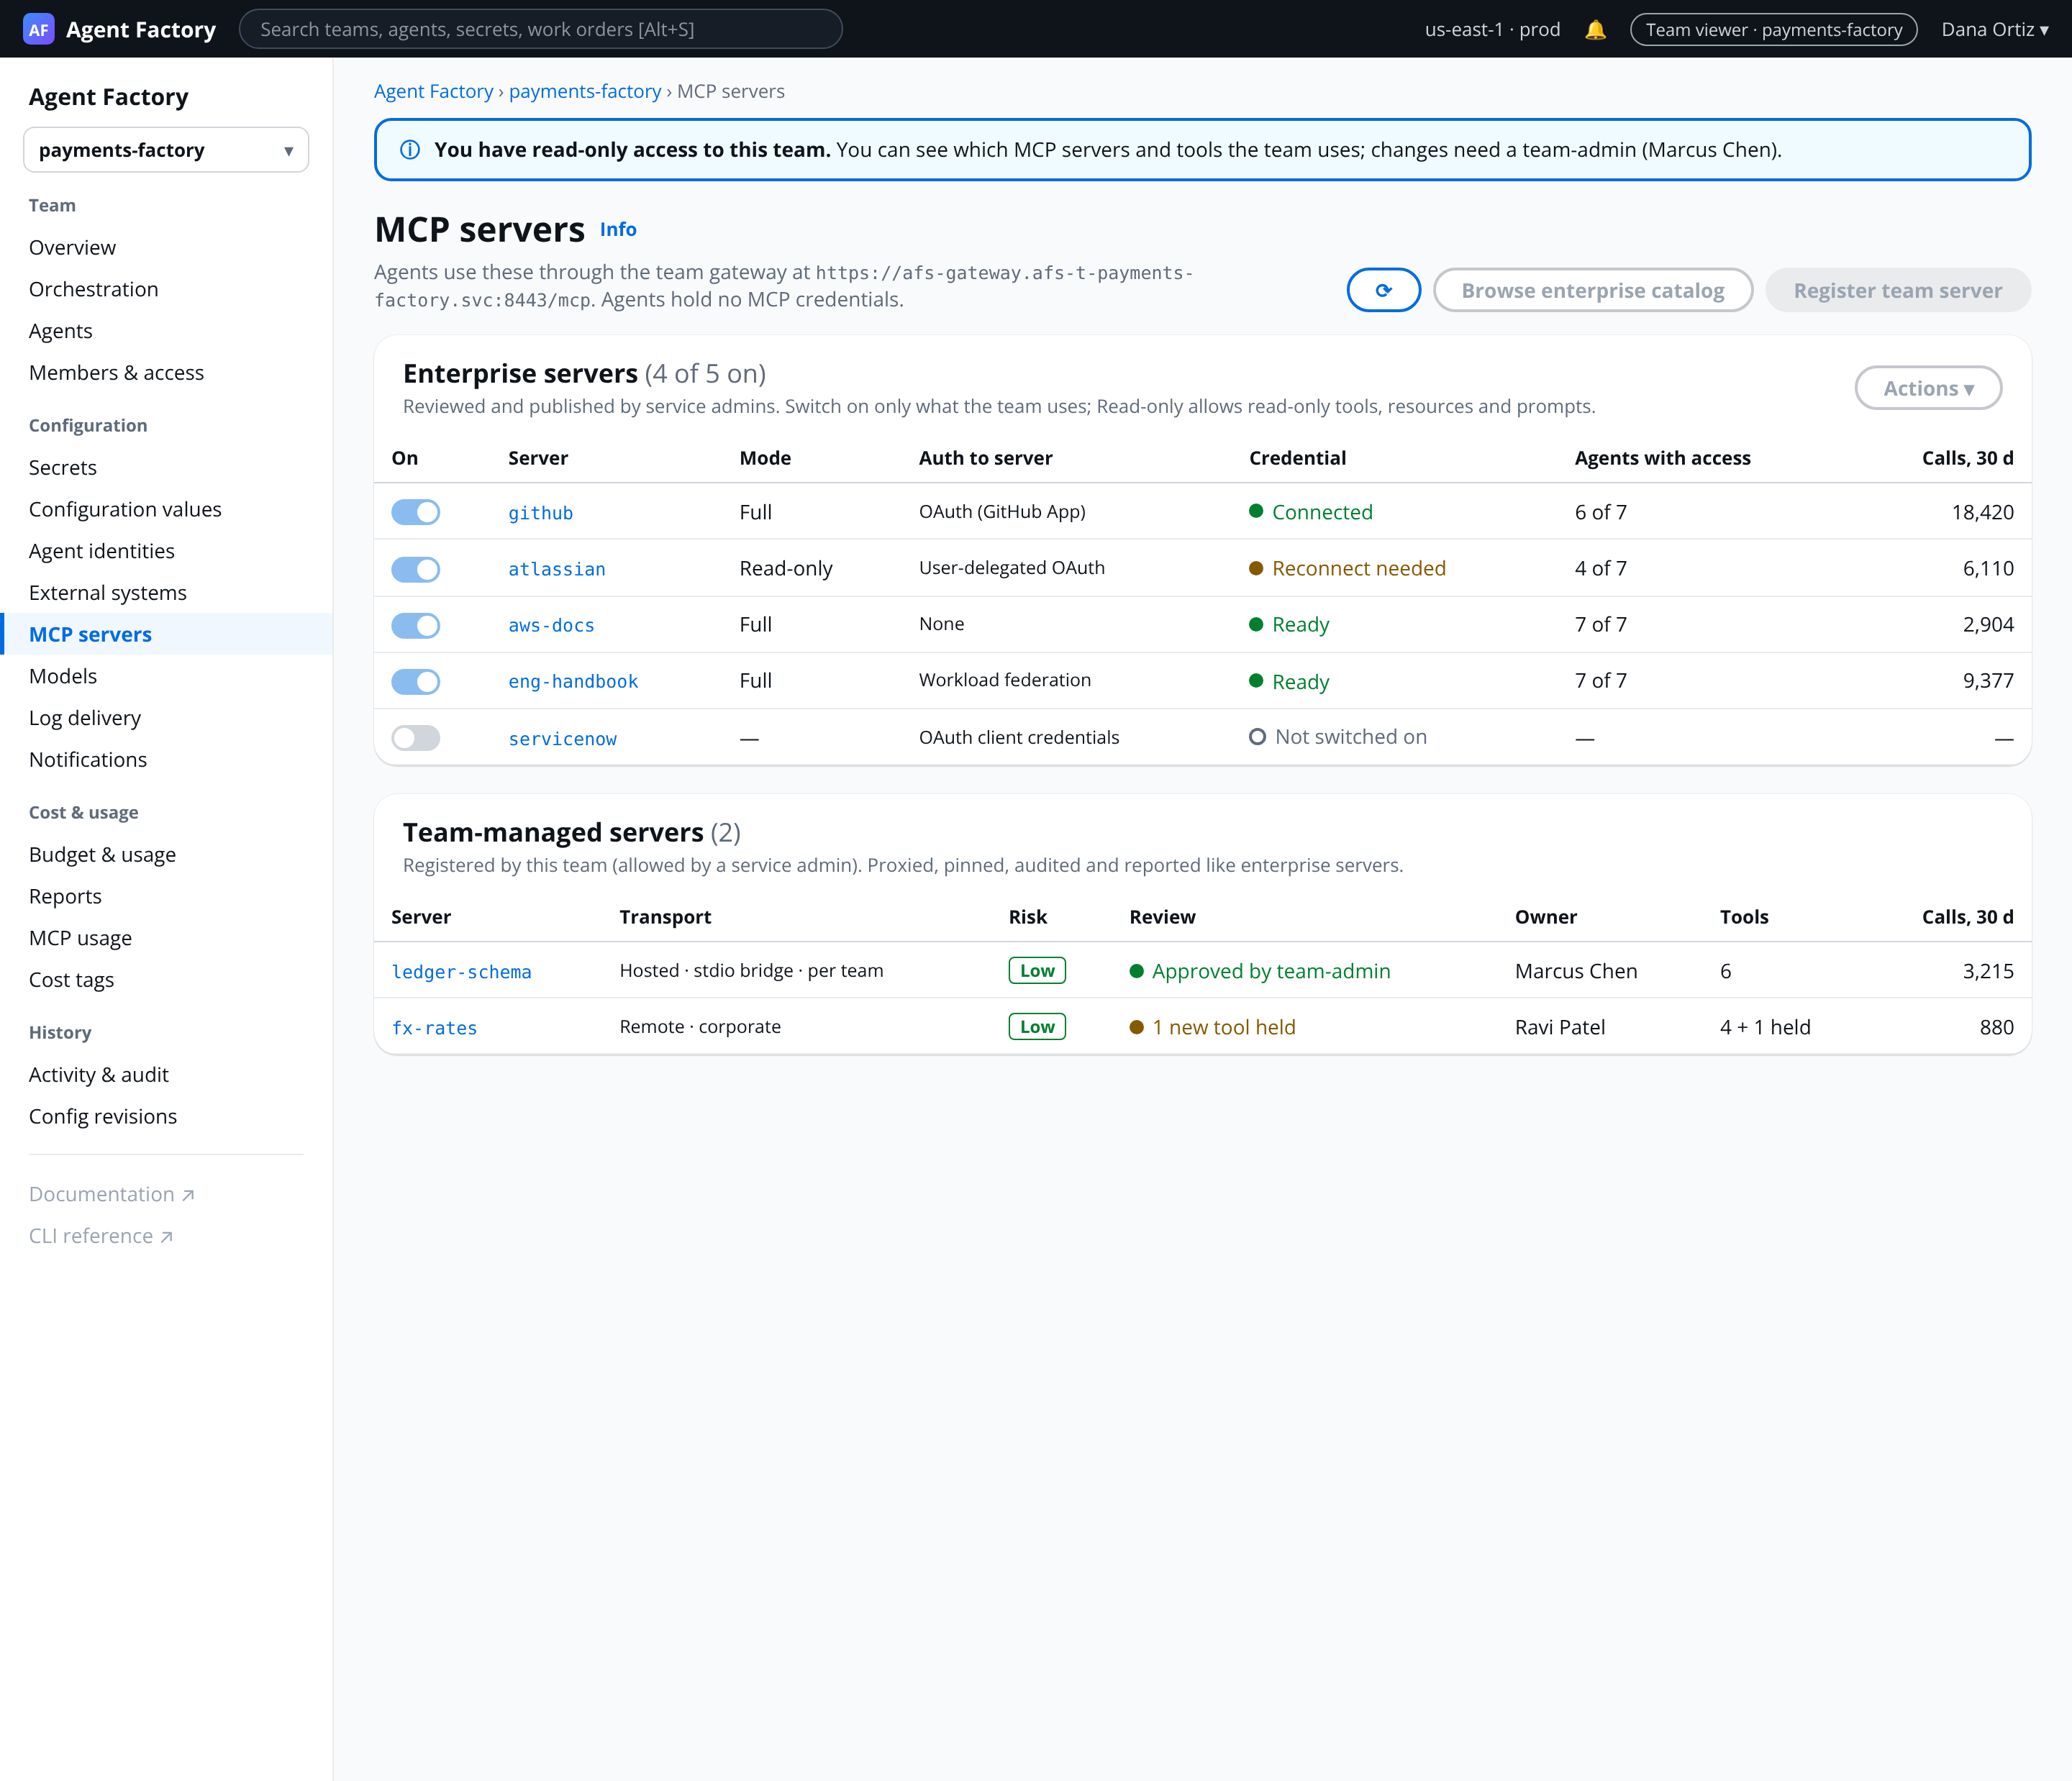 AF Agent Factory Search teams, agents, secrets, work orders [Alt+S] us-east-1 · prod Team viewer · payments-factory Dana Ortiz ▾
Agent Factory
payments-factory ▾
Team
Overview
Orchestration
Agents
Members & access
Configuration
Secrets
Configuration values
Agent identities
External systems
MCP servers
Models
Log delivery
Notifications
Cost & usage
Budget & usage
Reports
MCP usage
Cost tags
History
Activity & audit
Config revisions
Documentation ↗
CLI reference ↗
Agent Factory › payments-factory › MCP servers
ⓘ You have read-only access to this team. You can see which MCP servers and tools the team uses; changes need a team-admin (Marcus Chen).
MCP servers Info
Agents use these through the team gateway at https://afs-gateway.afs-t-payments-
factory.svc:8443/mcp. Agents hold no MCP credentials.
⟳ Browse enterprise catalog Register team server
Enterprise servers (4 of 5 on)
Reviewed and published by service admins. Switch on only what the team uses; Read-only allows read-only tools, resources and prompts.
Actions ▾
On Server Mode Auth to server Credential Agents with access Calls, 30 d
github Full OAuth (GitHub App) Connected 6 of 7 18,420
atlassian Read-only User-delegated OAuth Reconnect needed 4 of 7 6,110
aws-docs Full None Ready 7 of 7 2,904
eng-handbook Full Workload federation Ready 7 of 7 9,377
servicenow — OAuth client credentials Not switched on — —
Team-managed servers (2)
Registered by this team (allowed by a service admin). Proxied, pinned, audited and reported like enterprise servers.
Server Transport Risk Review Owner Tools Calls, 30 d
ledger-schema Hosted · stdio bridge · per team Low Approved by team-admin Marcus Chen 6 3,215
fx-rates Remote · corporate Low 1 new tool held Ravi Patel 4 + 1 held 880